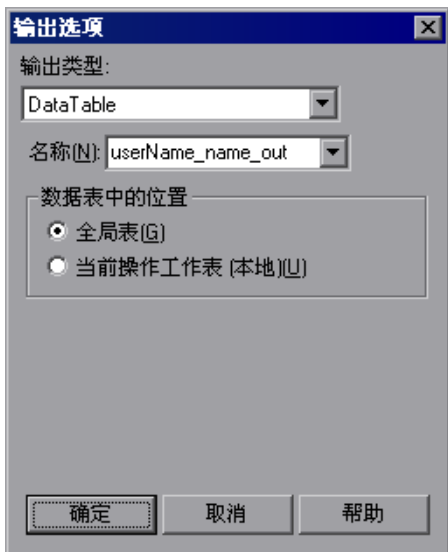 输出选项
输出类型:
DataTable
名称(N): userName_name_out
数据表中的位置
全局表(G)
当前操作工作表 (本地)(U)
确定 取消 帮助